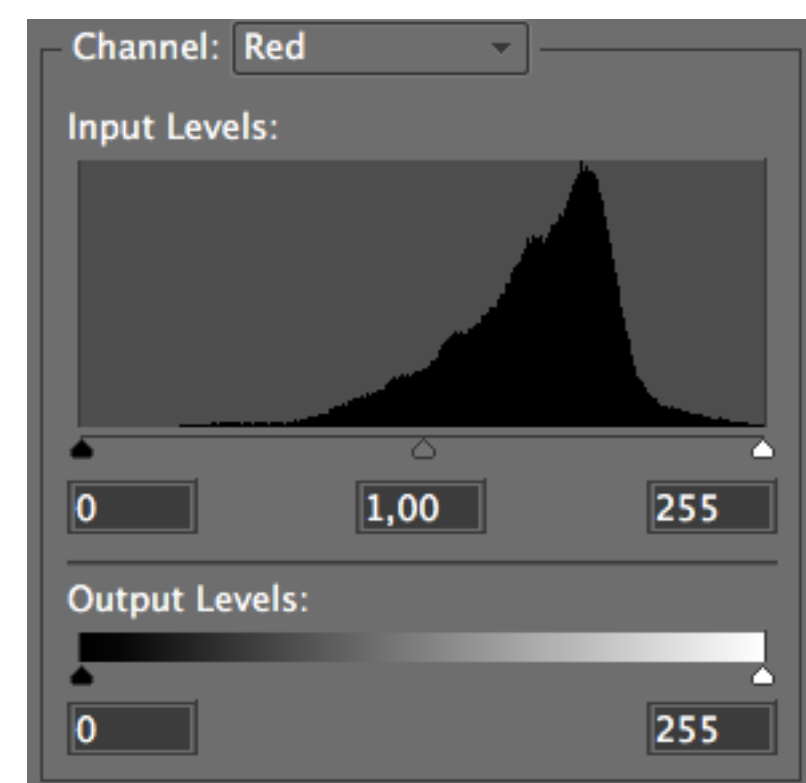 Channel: Red
Input Levels:
0 1,00 255
Output Levels:
0 255